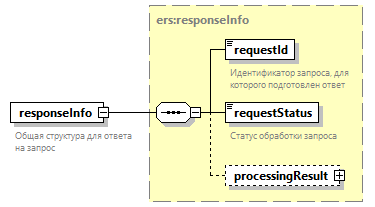 ers:responseInfo
requestId
Идентификатор запроса, для
которого подготовлен ответ
responseInfo
Общая структура для ответа
на запрос
requestStatus
Статус обработки запроса
processingResult